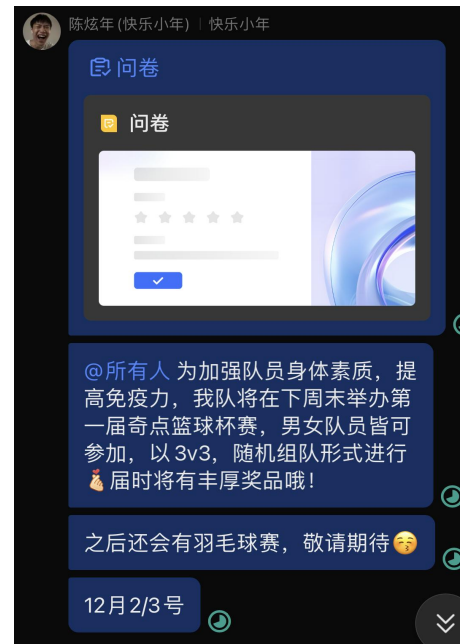 陈炫年(快乐小年) | 快乐小年
问卷
问卷
@所有人 为加强队员身体素质，提
高免疫力，我队将在下周末举办第
一届奇点篮球杯赛，男女队员皆可
参加，以 3v3，随机组队形式进行
🫰届时将有丰厚奖品哦！
之后还会有羽毛球赛，敬请期待😚
12月2/3号